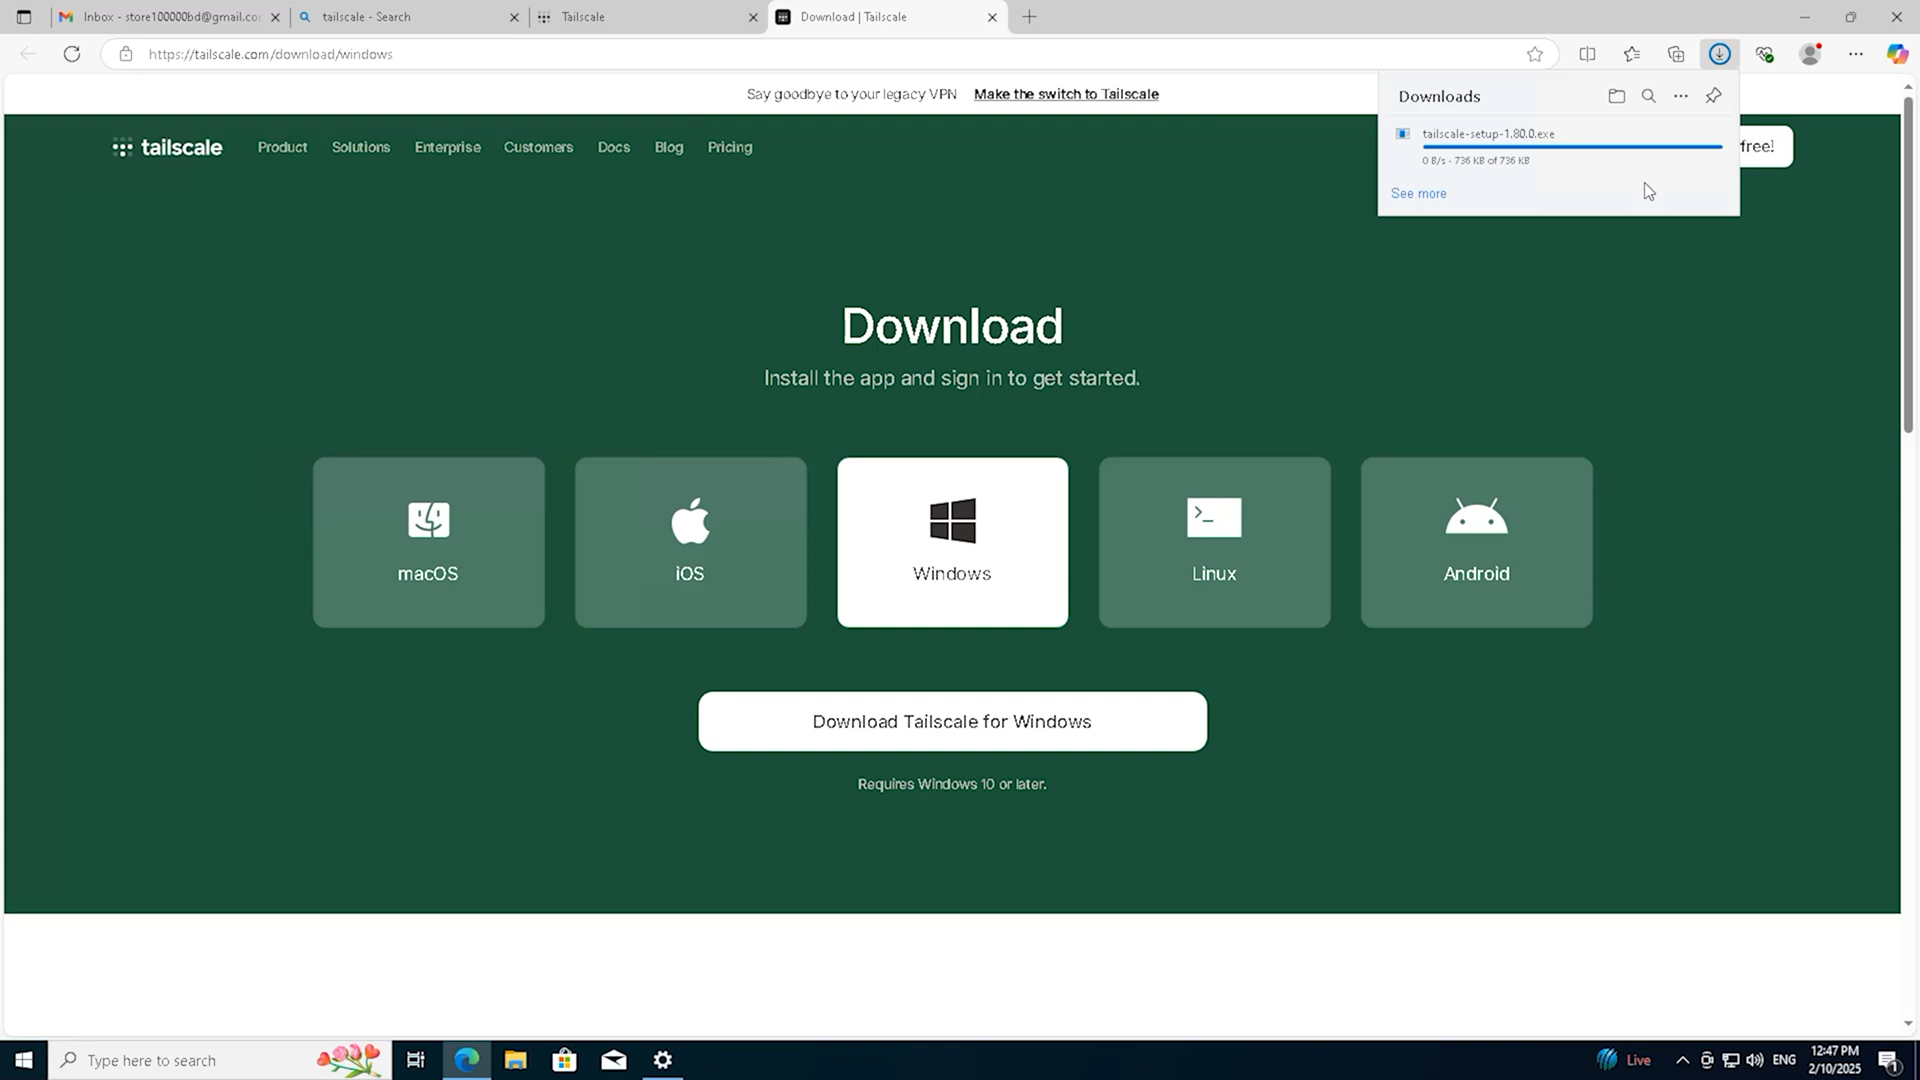 Inbox - store100000bd@gmail.co
tailscale - Search
Tailscale
Download | Tailscale
https://tailscale.com/download/windows
Say goodbye to your legacy VPN Make the switch to Tailscale
Downloads
tailscale-setup-1.80.0.exe
0 B/s - 736 KB of 736 KB
See more
tailscale
Product
Solutions
Enterprise
Customers
Docs
Blog
Pricing
free!
Download
Install the app and sign in to get started.
macOS
iOS
Windows
Linux
Android
Download Tailscale for Windows
Requires Windows 10 or later.
Type here to search
Live
ENG
12:47 PM
2/10/2025
1